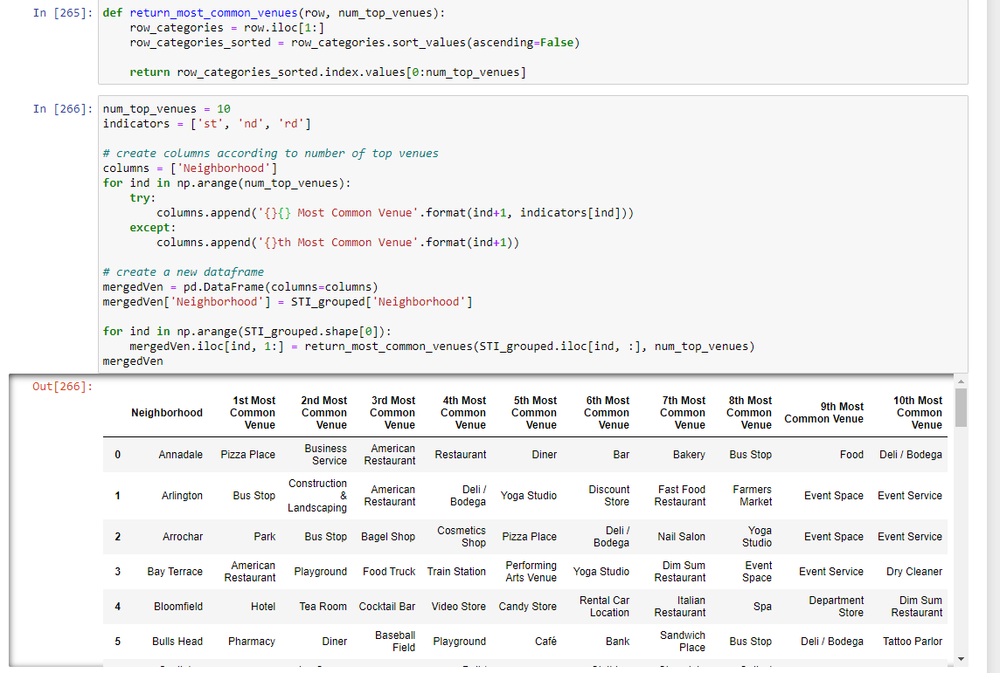 In [265]: def return_most_common_venues(row, num_top_venues):
    row_categories = row.iloc[1:]
    row_categories_sorted = row_categories.sort_values(ascending=False)

    return row_categories_sorted.index.values[0:num_top_venues]
In [266]: num_top_venues = 10
indicators = ['st', 'nd', 'rd']

# create columns according to number of top venues
columns = ['Neighborhood']
for ind in np.arange(num_top_venues):
    try:
        columns.append('{}{} Most Common Venue'.format(ind+1, indicators[ind]))
    except:
        columns.append('{}th Most Common Venue'.format(ind+1))

# create a new dataframe
mergedVen = pd.DataFrame(columns=columns)
mergedVen['Neighborhood'] = STI_grouped['Neighborhood']

for ind in np.arange(STI_grouped.shape[0]):
    mergedVen.iloc[ind, 1:] = return_most_common_venues(STI_grouped.iloc[ind, :], num_top_venues)
mergedVen
Out[266]:
Neighborhood 1st Most Common Venue 2nd Most Common Venue 3rd Most Common Venue 4th Most Common Venue 5th Most Common Venue 6th Most Common Venue 7th Most Common Venue 8th Most Common Venue 9th Most Common Venue 10th Most Common Venue
0 Annadale Pizza Place Business Service American Restaurant Restaurant Diner Bar Bakery Bus Stop Food Deli / Bodega
1 Arlington Bus Stop Construction & Landscaping American Restaurant Deli / Bodega Yoga Studio Discount Store Fast Food Restaurant Farmers Market Event Space Event Service
2 Arrochar Park Bus Stop Bagel Shop Cosmetics Shop Pizza Place Deli / Bodega Nail Salon Yoga Studio Event Space Event Service
3 Bay Terrace American Restaurant Playground Food Truck Train Station Performing Arts Venue Yoga Studio Dim Sum Restaurant Event Space Event Service Dry Cleaner
4 Bloomfield Hotel Tea Room Cocktail Bar Video Store Candy Store Rental Car Location Italian Restaurant Spa Department Store Dim Sum Restaurant
5 Bulls Head Pharmacy Diner Baseball Field Playground Café Bank Sandwich Place Bus Stop Deli / Bodega Tattoo Parlor